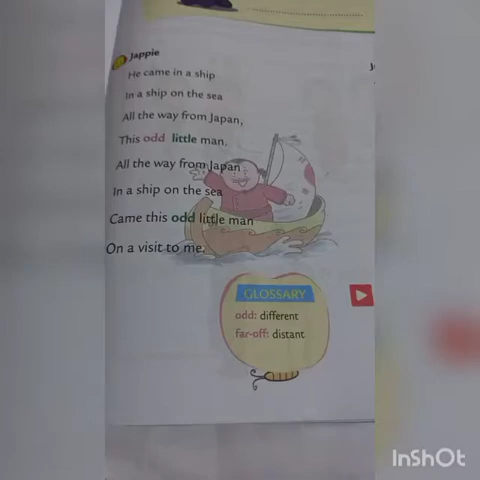 Jappie
He came in a ship
In a ship on the sea
All the way from Japan,
This odd little man.
All the way from Japan
In a ship on the sea
Came this odd little man
On a visit to me.
GLOSSARY
odd: different
far-off: distant
InShOt